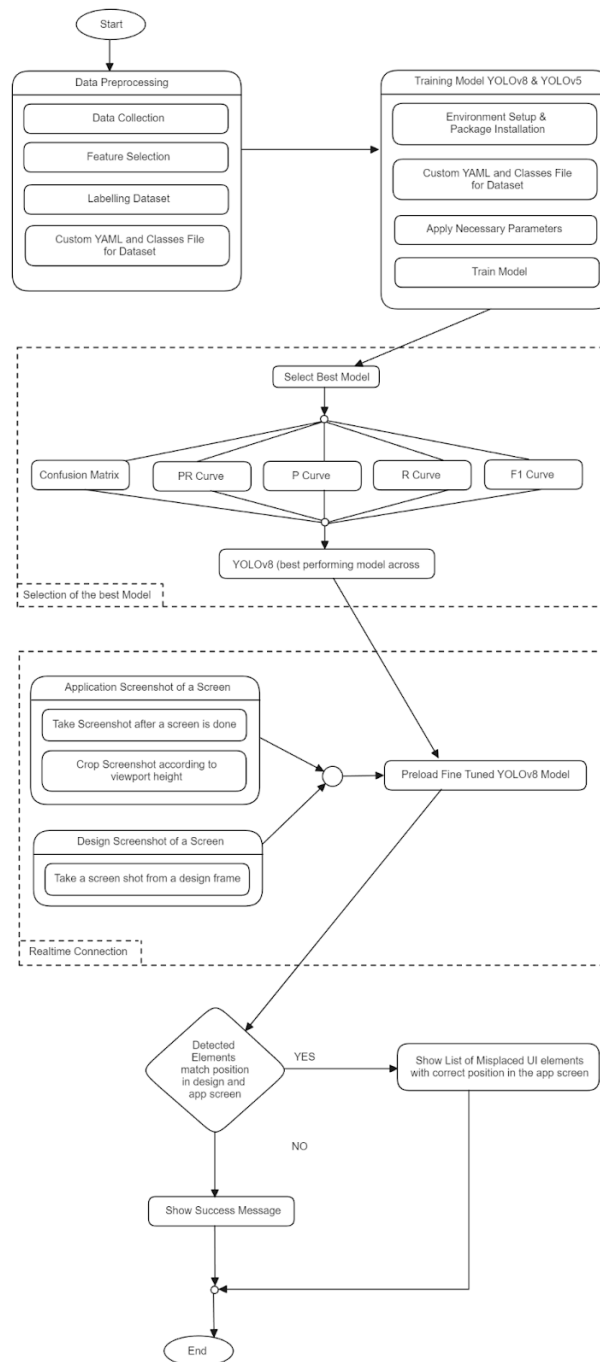 Start
Data Preprocessing
Data Collection
Feature Selection
Labelling Dataset
Custom YAML and Classes File
for Dataset
Training Model YOLOv8 & YOLOv5
Environment Setup &
Package Installation
Custom YAML and Classes File
for Dataset
Apply Necessary Parameters
Train Model
Select Best Model
Confusion Matrix
PR Curve
P Curve
R Curve
F1 Curve
YOLOv8 (best performing model across
Selection of the best Model
Application Screenshot of a Screen
Take Screenshot after a screen is done
Crop Screenshot according to
viewport height
Preload Fine Tuned YOLOv8 Model
Design Screenshot of a Screen
Take a screen shot from a design frame
Realtime Connection
Detected
Elements
match position
in design and
app screen
YES
Show List of Misplaced UI elements
with correct position in the app screen
NO
Show Success Message
End